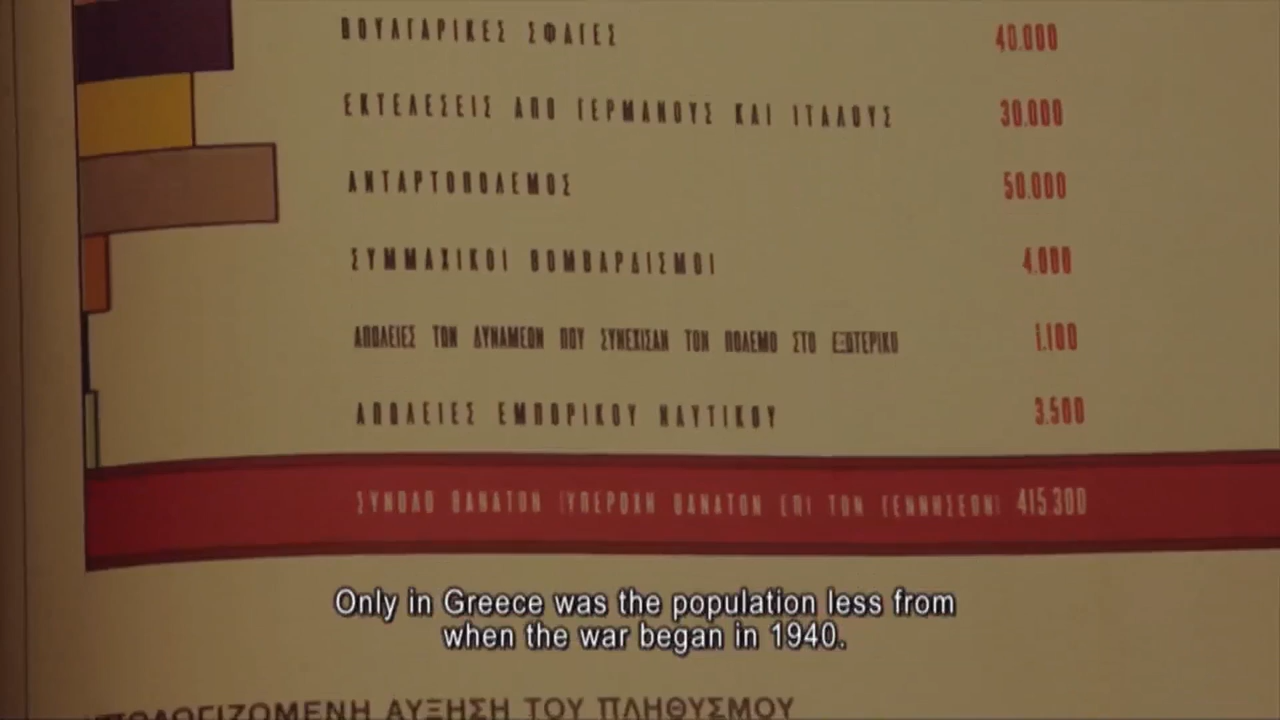 ΒΟΥΛΓΑΡΙΚΕΣ ΣΦΑΓΕΣ 40.000
ΕΚΤΕΛΕΣΕΙΣ ΑΠΟ ΓΕΡΜΑΝΟΥΣ ΚΑΙ ΙΤΑΛΟΥΣ 30.000
ΑΝΤΑΡΤΟΠΟΛΕΜΟΣ 50.000
ΣΥΜΜΑΧΙΚΟΙ ΒΟΜΒΑΡΔΙΣΜΟΙ 4.000
ΑΠΩΛΕΙΕΣ ΤΩΝ ΔΥΝΑΜΕΩΝ ΠΟΥ ΣΥΝΕΧΙΣΑΝ ΤΟΝ ΠΟΛΕΜΟ ΣΤΟ ΕΞΩΤΕΡΙΚΟ 1.100
ΑΠΩΛΕΙΕΣ ΕΜΠΟΡΙΚΟΥ ΝΑΥΤΙΚΟΥ 3.500
ΣΥΝΟΛΟ ΘΑΝΑΤΩΝ (ΥΠΕΡΟΧΗ ΘΑΝΑΤΩΝ ΕΠΙ ΤΩΝ ΓΕΝΝΗΣΕΩΝ) 415.300
Only in Greece was the population less from
when the war began in 1940.
ΑΥΞΗΣΗ ΤΟΥ ΠΛΗΘΥΣΜΟΥ